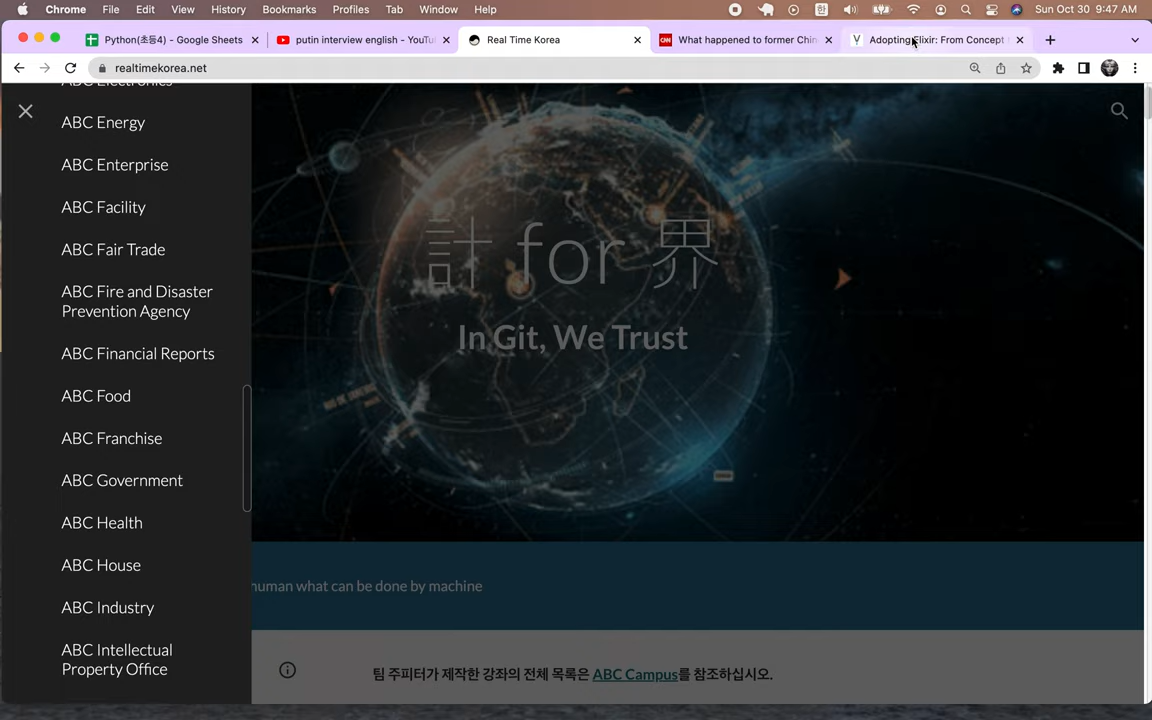 Chrome File Edit View History Bookmarks Profiles Tab Window Help 한 Sun Oct 30 9:47 AM
Python(초등4) - Google Sheets putin interview english - YouTu Real Time Korea CNN What happened to former Chin Adopting Elixir: From Concept
realtimekorea.net
ABC Electronics
ABC Energy
ABC Enterprise
ABC Facility
ABC Fair Trade
ABC Fire and Disaster
Prevention Agency
ABC Financial Reports
ABC Food
ABC Franchise
ABC Government
ABC Health
ABC House
ABC Industry
ABC Intellectual
Property Office
計 for 界
In Git, We Trust
human what can be done by machine
팀 주피터가 제작한 강좌의 전체 목록은 ABC Campus를 참조하십시오.